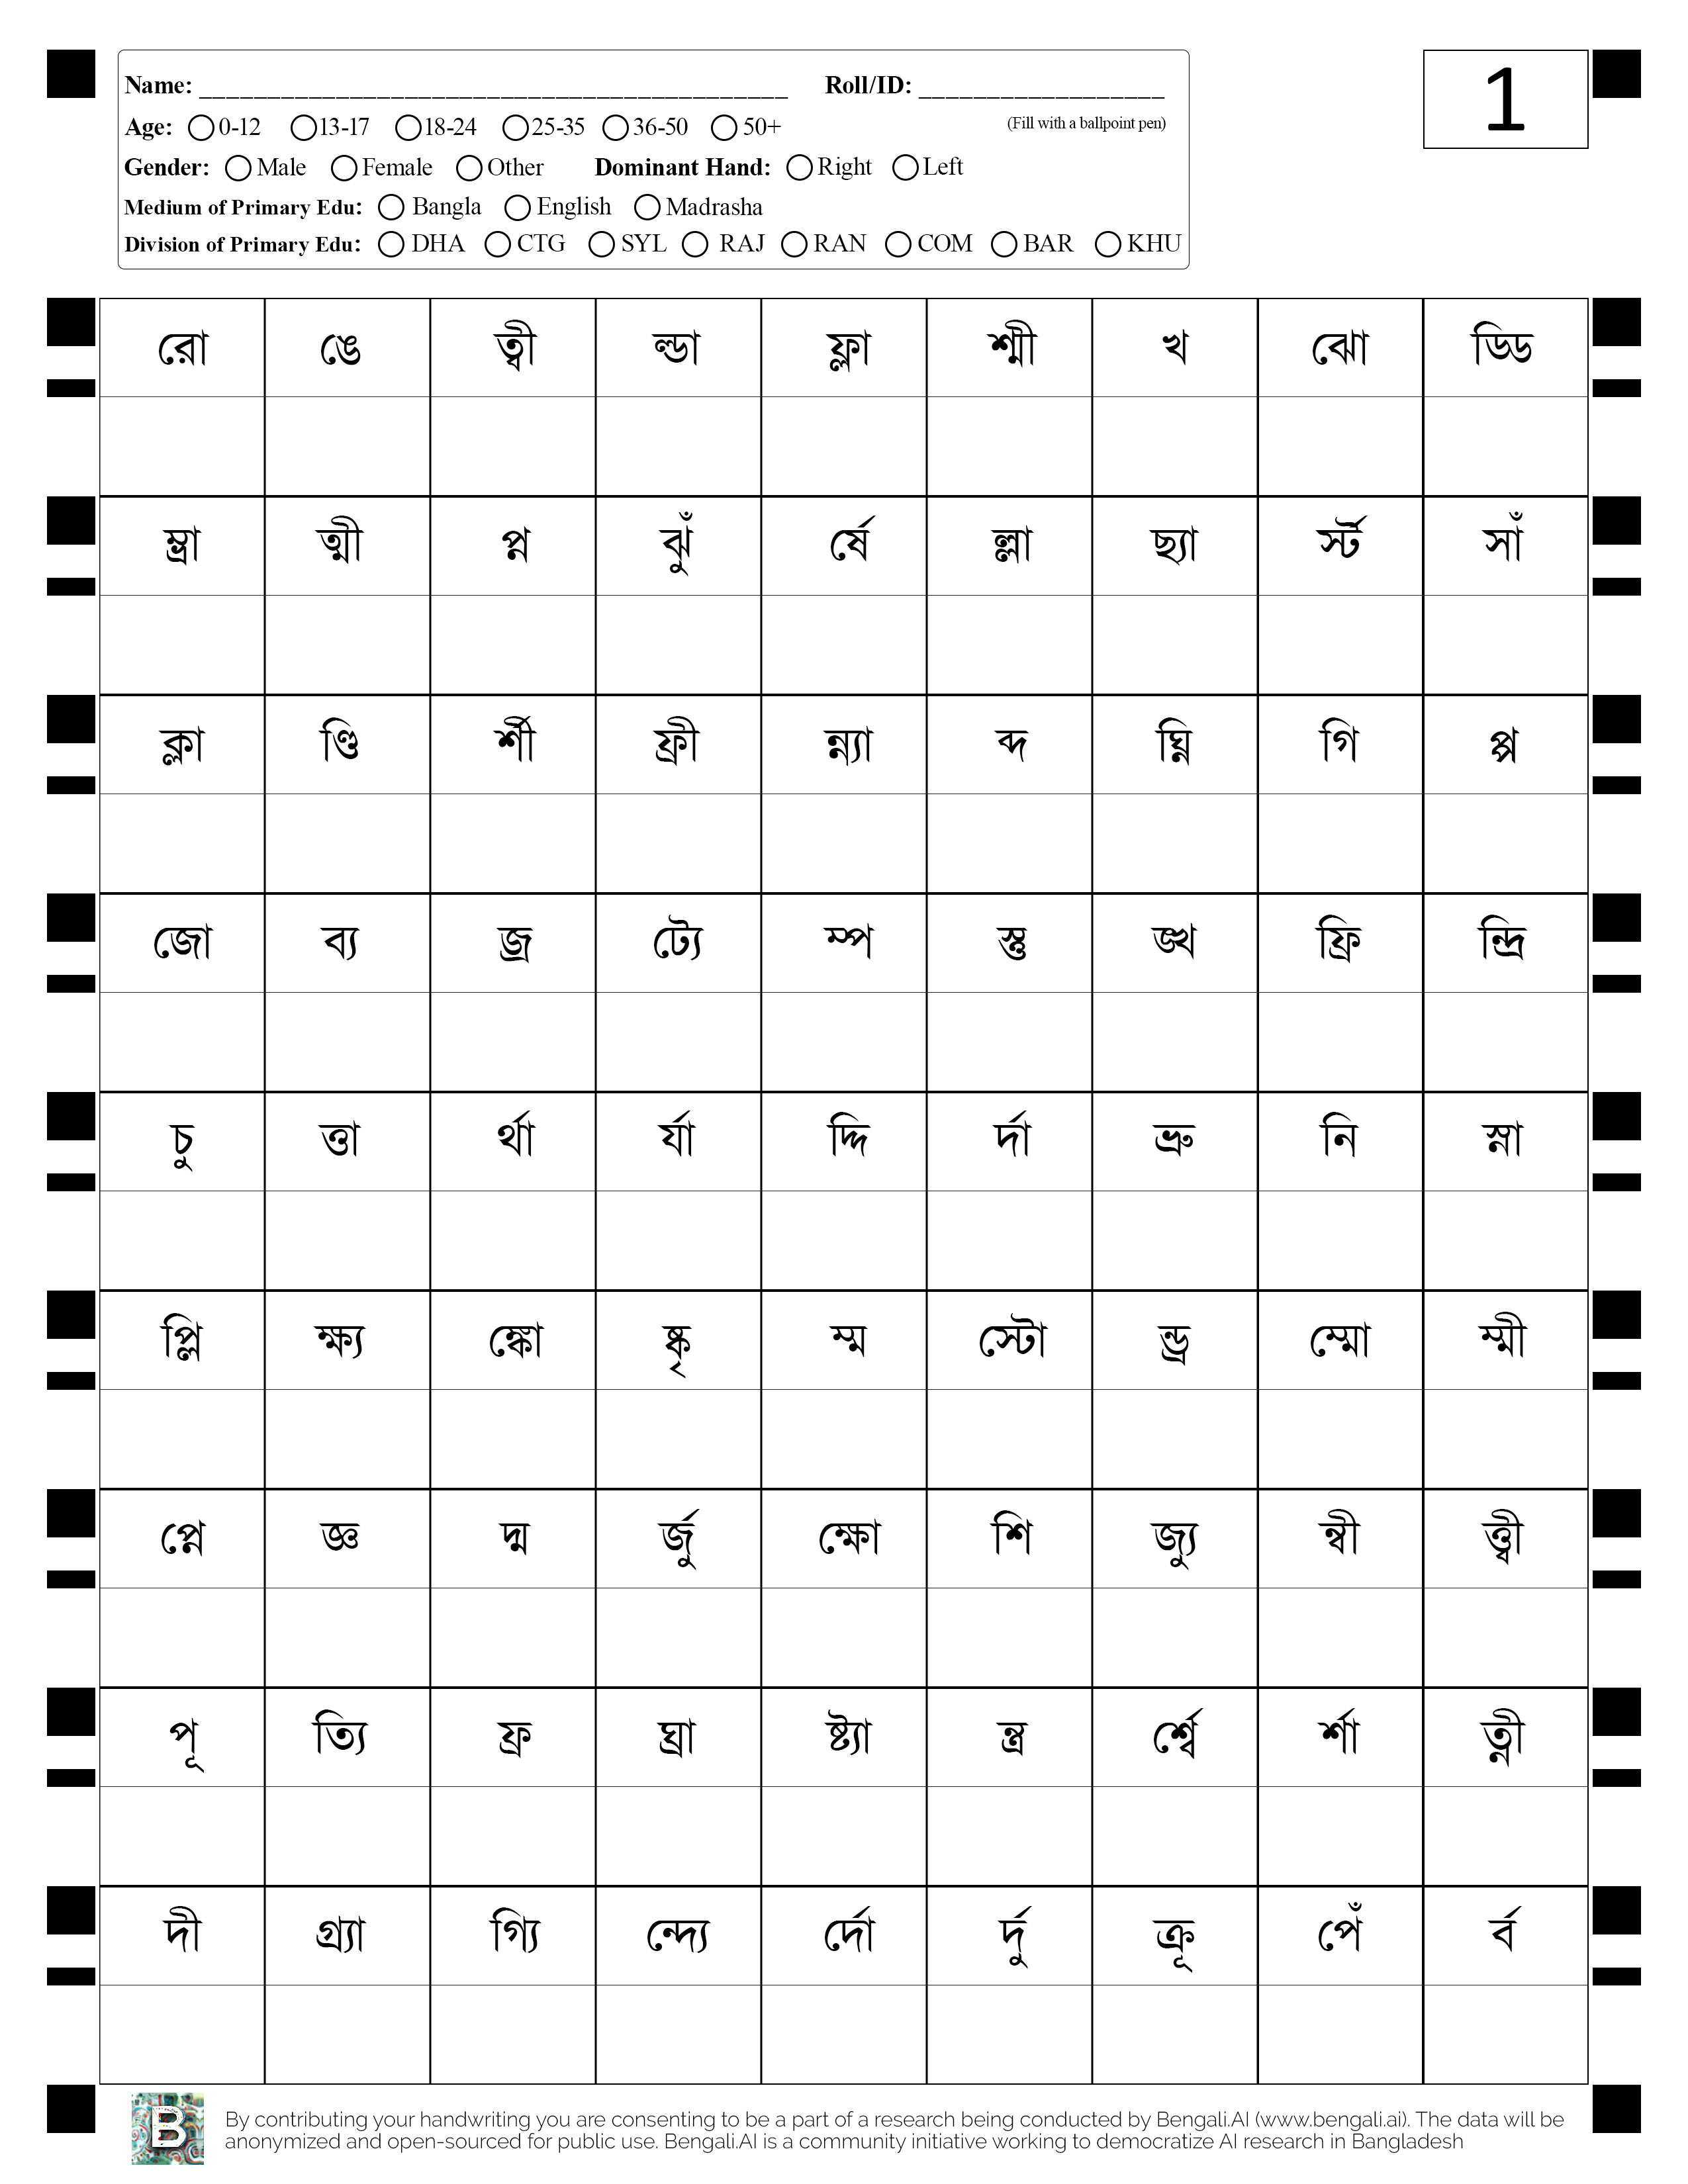 Name: ___________________________________________ Roll/ID: __________________
1
Age: 0-12 13-17 18-24 25-35 36-50 50+ (Fill with a ballpoint pen)
Gender: Male Female Other Dominant Hand: Right Left
Medium of Primary Edu: Bangla English Madrasha
Division of Primary Edu: DHA CTG SYL RAJ RAN COM BAR KHU
রো ঙে ত্বী ল্ডা ফ্লা শ্মী খ ঝো ড্ডি
ম্ভ্রা ত্মী প্ন ঝুঁ র্ষে ল্লা ছ্যা র্স্ট সাঁ
ক্লা ণ্ডি র্শী ফ্রী ন্ন্যা ব্দ ঘ্নি গি প্প
জো ব্য জ্র ট্যে ম্প স্তু ঙ্খ ফ্রি ন্দ্রি
চু ত্তা র্থা র্যা দ্দি র্দা ভ্রু নি স্না
প্লি ক্ষ্য ঙ্কো ষ্কৃ ম্ম স্টো ন্ড্র ম্মো ম্মী
প্নে জ্ঞ দ্ম র্জু ক্ষো শি জ্যু ন্বী ত্ত্বী
পূ ত্যি ফ্র ঘ্রা ষ্ট্যা ন্ত্র র্শ্বে র্শা ত্নী
দী গ্র্যা গ্যি ন্দ্যে র্দো র্দু ক্রূ পেঁ র্ব
B
By contributing your handwriting you are consenting to be a part of a research being conducted by Bengali.AI (www.bengali.ai). The data will be
anonymized and open-sourced for public use. Bengali.AI is a community initiative working to democratize AI research in Bangladesh